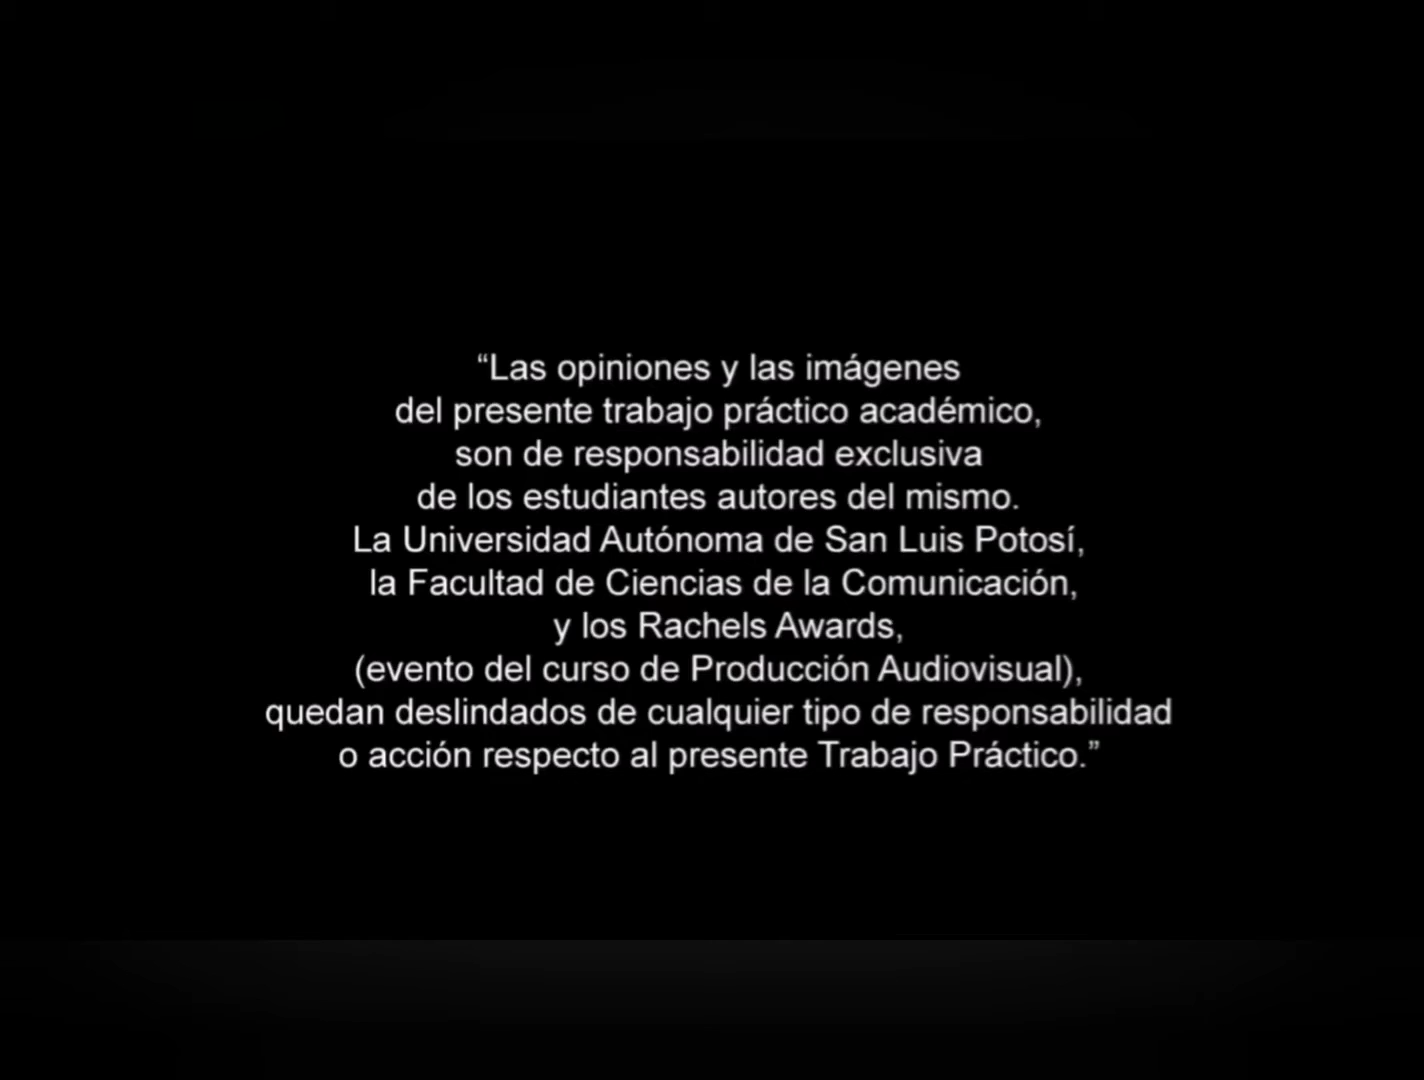 “Las opiniones y las imágenes
del presente trabajo práctico académico,
son de responsabilidad exclusiva
de los estudiantes autores del mismo.
La Universidad Autónoma de San Luis Potosí,
la Facultad de Ciencias de la Comunicación,
y los Rachels Awards,
(evento del curso de Producción Audiovisual),
quedan deslindados de cualquier tipo de responsabilidad
o acción respecto al presente Trabajo Práctico.”